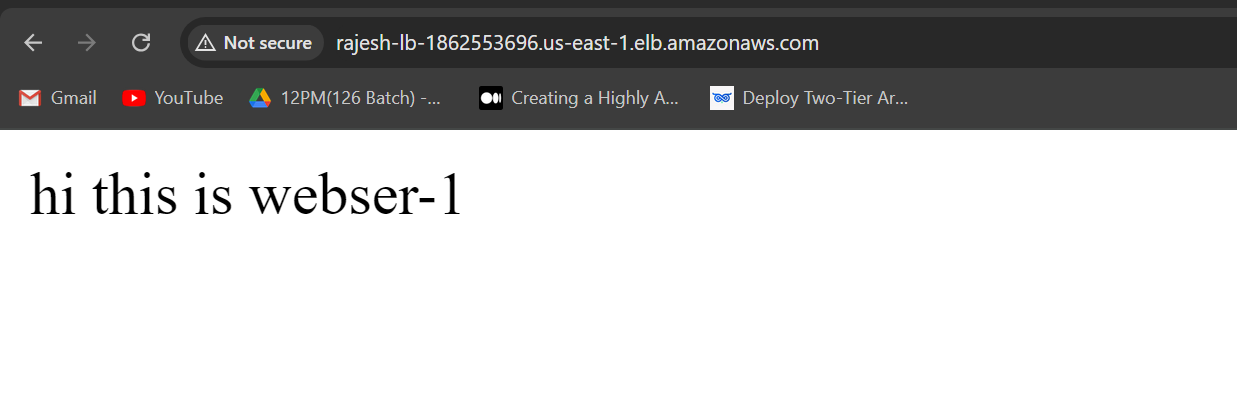 Not secure rajesh-lb-1862553696.us-east-1.elb.amazonaws.com
Gmail YouTube 12PM(126 Batch) -... Creating a Highly A... Deploy Two-Tier Ar...
hi this is webser-1